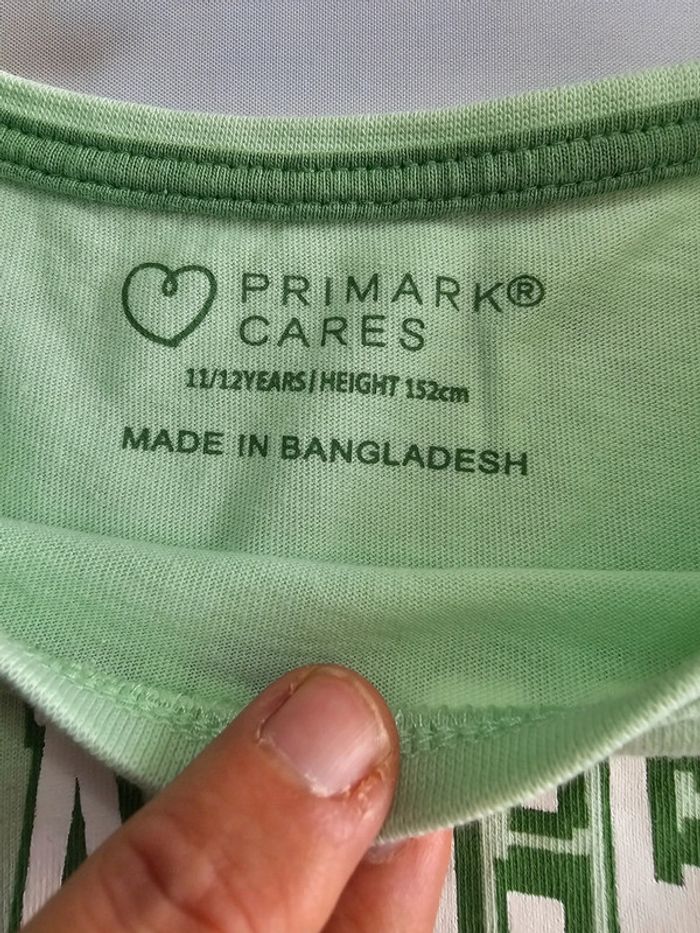 PRIMARK®
CARES
11/12YEARS|HEIGHT 152cm
MADE IN BANGLADESH